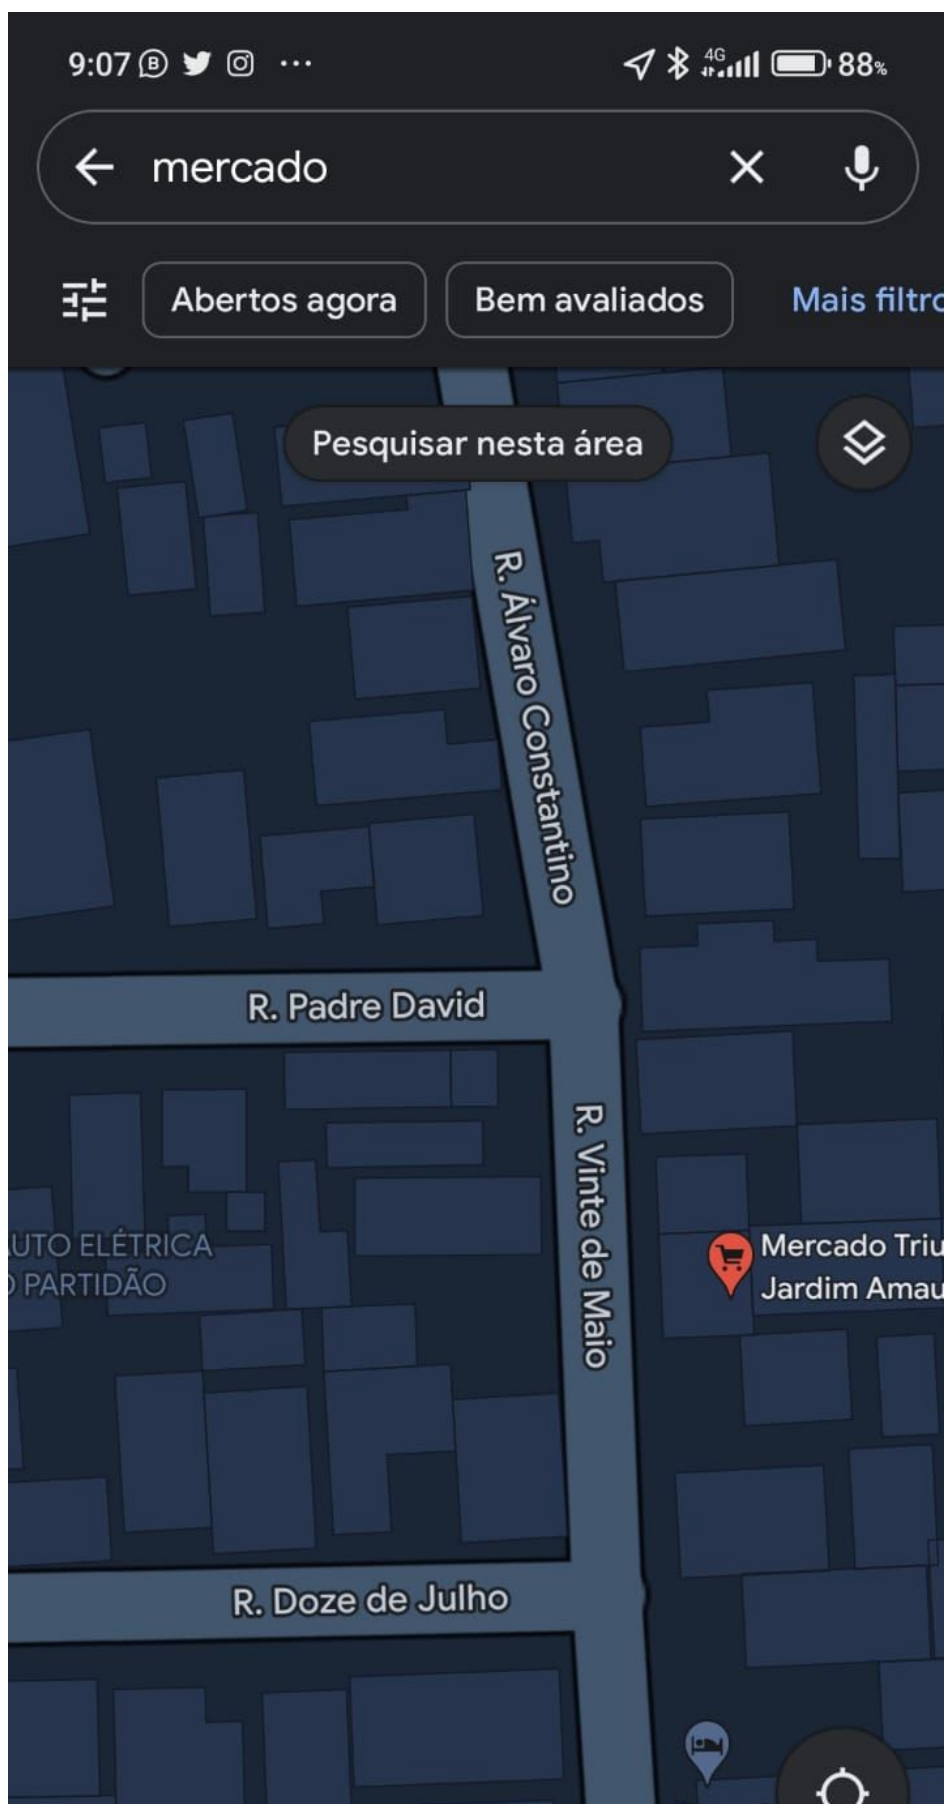 9:07 ... 4G 88%
mercado
Abertos agora Bem avaliados Mais filtro
Pesquisar nesta área
R. Álvaro Constantino
R. Padre David
R. Vinte de Maio
UTO ELÉTRICA
O PARTIDÃO
Mercado Triu
Jardim Amau
R. Doze de Julho